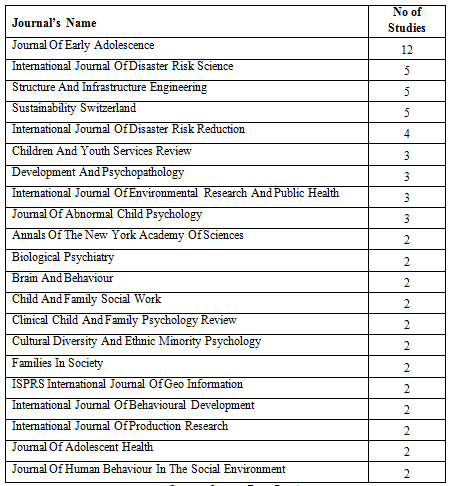 Journal's Name No of Studies
Journal Of Early Adolescence 12
International Journal Of Disaster Risk Science 5
Structure And Infrastructure Engineering 5
Sustainability Switzerland 5
International Journal Of Disaster Risk Reduction 4
Children And Youth Services Review 3
Development And Psychopathology 3
International Journal Of Environmental Research And Public Health 3
Journal Of Abnormal Child Psychology 3
Annals Of The New York Academy Of Sciences 2
Biological Psychiatry 2
Brain And Behaviour 2
Child And Family Social Work 2
Clinical Child And Family Psychology Review 2
Cultural Diversity And Ethnic Minority Psychology 2
Families In Society 2
ISPRS International Journal Of Geo Information 2
International Journal Of Behavioural Development 2
International Journal Of Production Research 2
Journal Of Adolescent Health 2
Journal Of Human Behaviour In The Social Environment 2